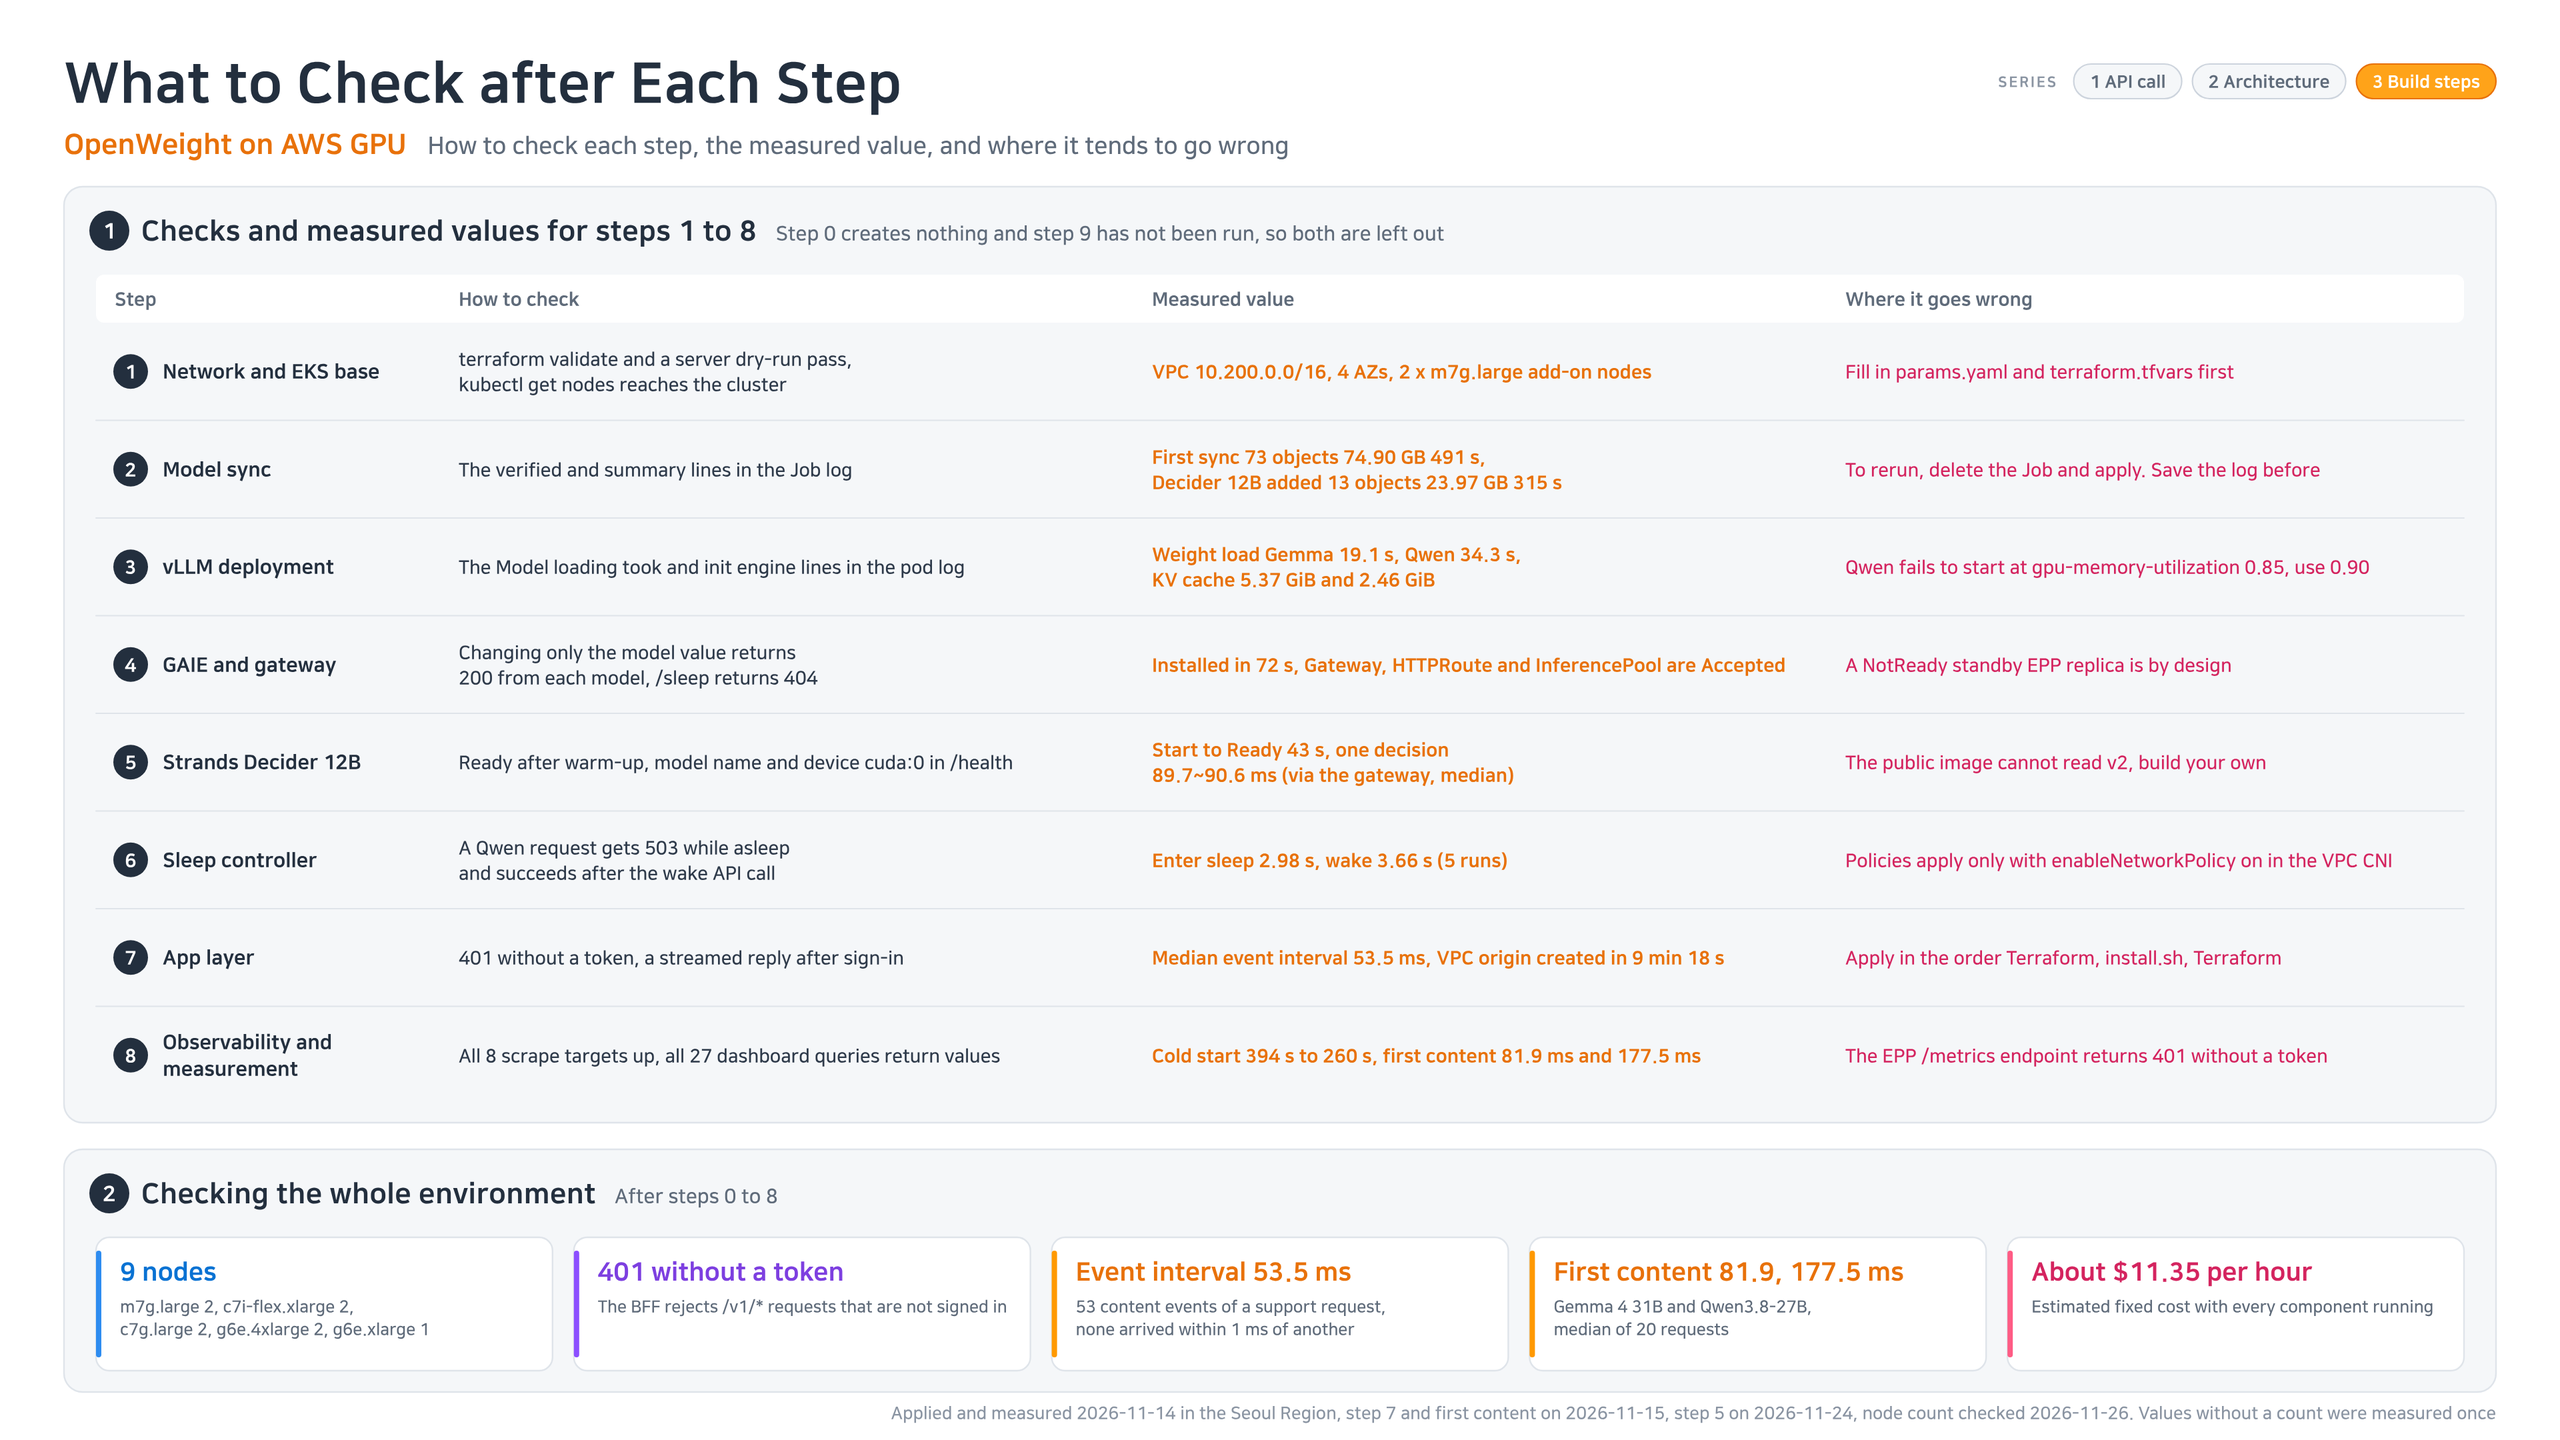 What to Check after Each Step
SERIES
1 API call
2 Architecture
3 Build steps
OpenWeight on AWS GPU
How to check each step, the measured value, and where it tends to go wrong
1
Checks and measured values for steps 1 to 8
Step 0 creates nothing and step 9 has not been run, so both are left out
Step
How to check
Measured value
Where it goes wrong
1
Network and EKS base
terraform validate and a server dry-run pass,
kubectl get nodes reaches the cluster
VPC 10.200.0.0/16, 4 AZs, 2 x m7g.large add-on nodes
Fill in params.yaml and terraform.tfvars first
2
Model sync
The verified and summary lines in the Job log
First sync 73 objects 74.90 GB 491 s,
Decider 12B added 13 objects 23.97 GB 315 s
To rerun, delete the Job and apply. Save the log before
3
vLLM deployment
The Model loading took and init engine lines in the pod log
Weight load Gemma 19.1 s, Qwen 34.3 s,
KV cache 5.37 GiB and 2.46 GiB
Qwen fails to start at gpu-memory-utilization 0.85, use 0.90
4
GAIE and gateway
Changing only the model value returns
200 from each model, /sleep returns 404
Installed in 72 s, Gateway, HTTPRoute and InferencePool are Accepted
A NotReady standby EPP replica is by design
5
Strands Decider 12B
Ready after warm-up, model name and device cuda:0 in /health
Start to Ready 43 s, one decision
89.7~90.6 ms (via the gateway, median)
The public image cannot read v2, build your own
6
Sleep controller
A Qwen request gets 503 while asleep
and succeeds after the wake API call
Enter sleep 2.98 s, wake 3.66 s (5 runs)
Policies apply only with enableNetworkPolicy on in the VPC CNI
7
App layer
401 without a token, a streamed reply after sign-in
Median event interval 53.5 ms, VPC origin created in 9 min 18 s
Apply in the order Terraform, install.sh, Terraform
8
Observability and
measurement
All 8 scrape targets up, all 27 dashboard queries return values
Cold start 394 s to 260 s, first content 81.9 ms and 177.5 ms
The EPP /metrics endpoint returns 401 without a token
2
Checking the whole environment
After steps 0 to 8
9 nodes
m7g.large 2, c7i-flex.xlarge 2,
c7g.large 2, g6e.4xlarge 2, g6e.xlarge 1
401 without a token
The BFF rejects /v1/* requests that are not signed in
Event interval 53.5 ms
53 content events of a support request,
none arrived within 1 ms of another
First content 81.9, 177.5 ms
Gemma 4 31B and Qwen3.8-27B,
median of 20 requests
About $11.35 per hour
Estimated fixed cost with every component running
Applied and measured 2026-11-14 in the Seoul Region, step 7 and first content on 2026-11-15, step 5 on 2026-11-24, node count checked 2026-11-26. Values without a count were measured once